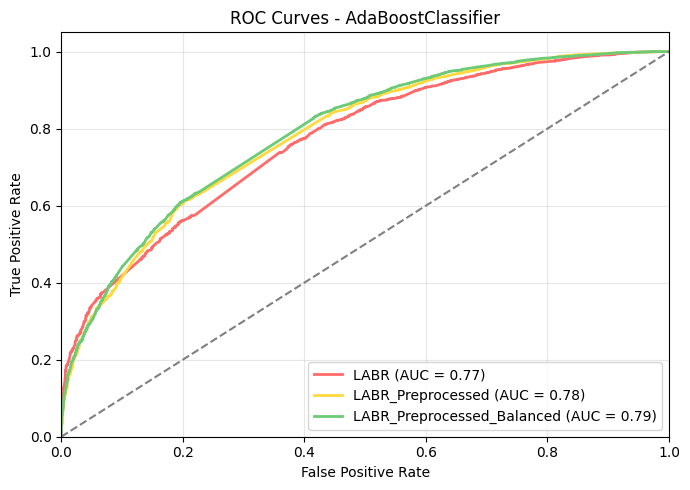 ROC Curves - AdaBoostClassifier
True Positive Rate
1.0
0.8
0.6
0.4
0.2
0.0
LABR (AUC = 0.77)
LABR_Preprocessed (AUC = 0.78)
LABR_Preprocessed_Balanced (AUC = 0.79)
0.0 0.2 0.4 0.6 0.8 1.0
False Positive Rate